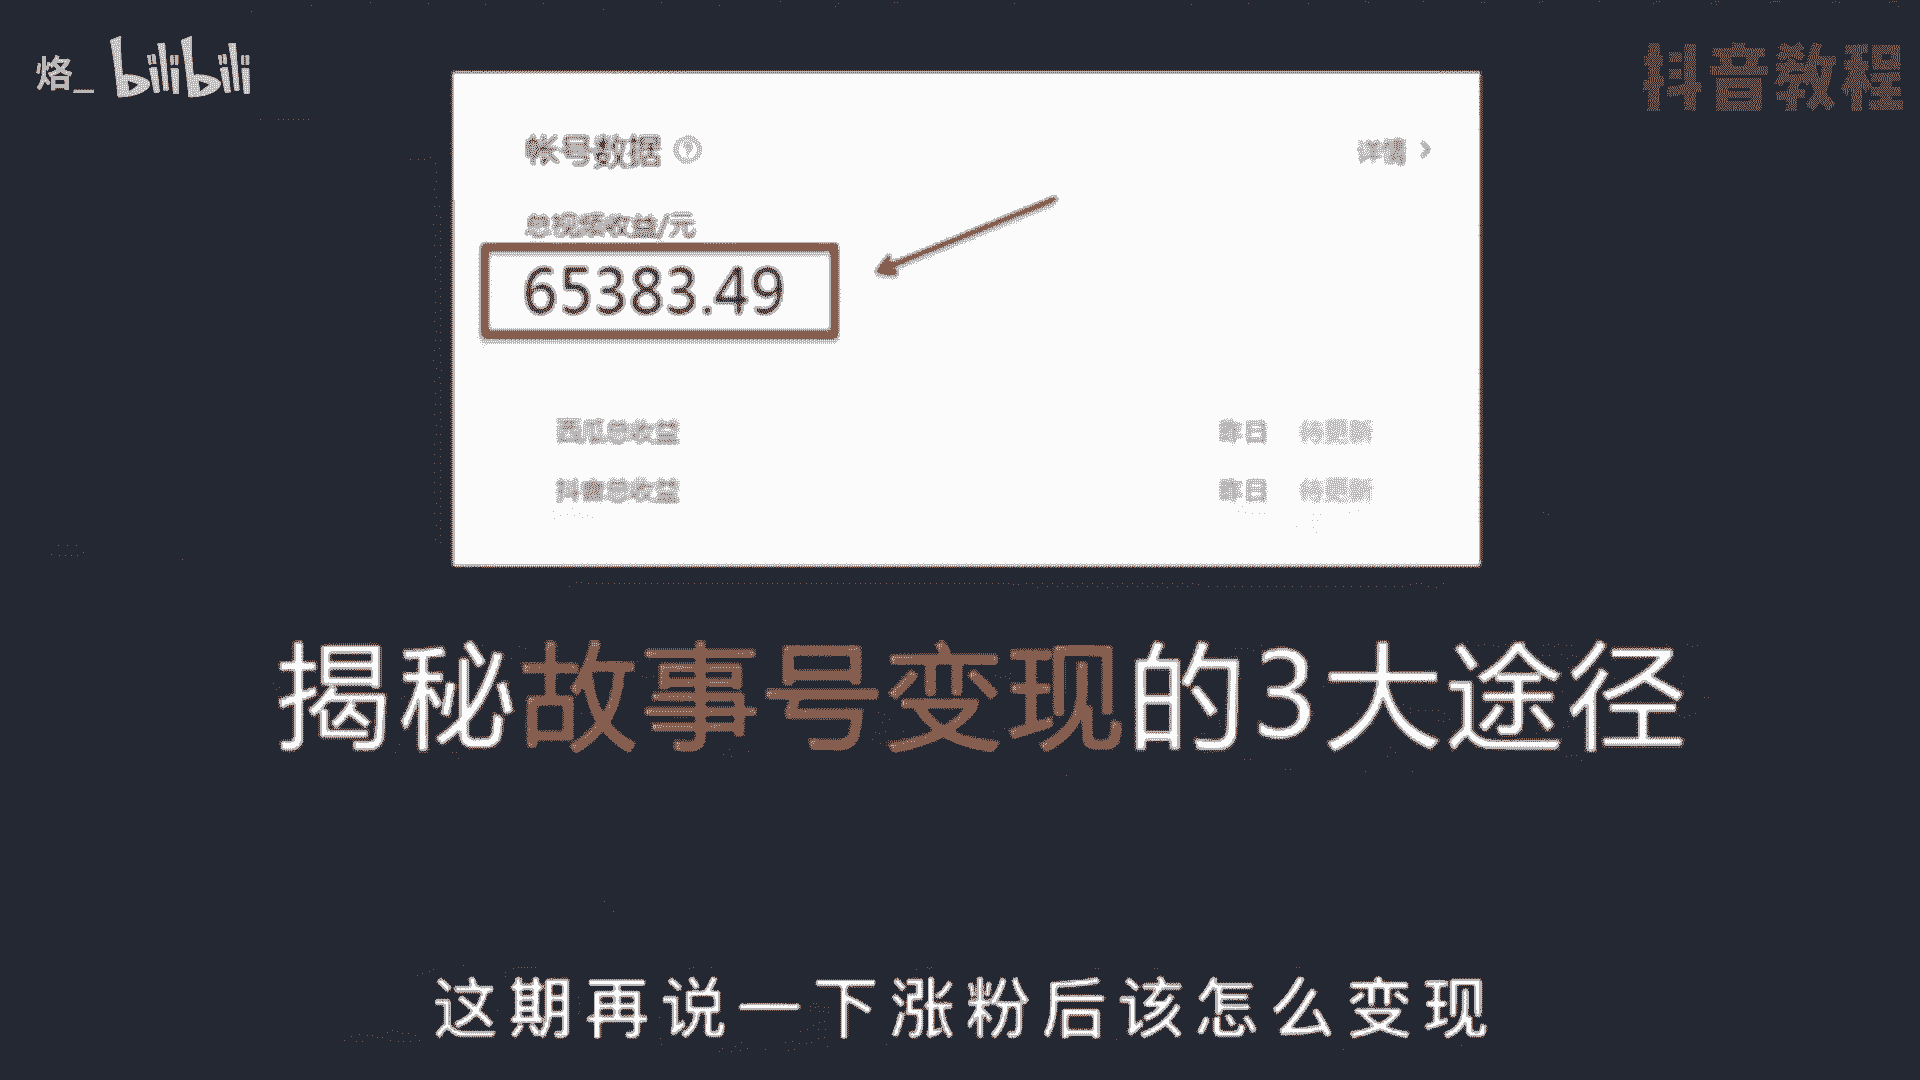 烙_ bilibili
抖音教程
帐号数据 ?
详情 >
总视频收益/元
65383.49
西瓜总收益 昨日 待更新
抖音总收益 昨日 待更新
揭秘故事号变现的3大途径
这期再说一下涨粉后该怎么变现